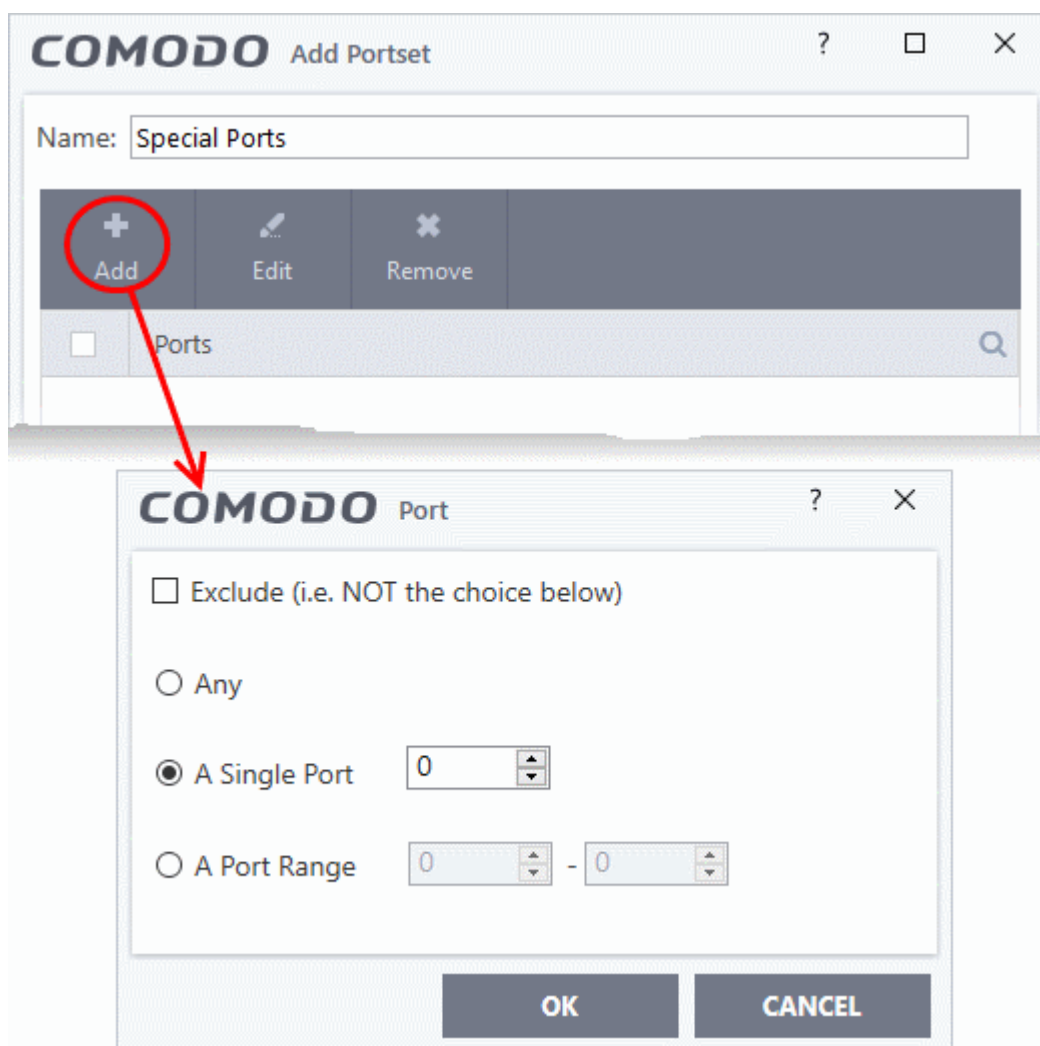 COMODO Add Portset ?
Name: Special Ports
Add Edit Remove
Ports
COMODO Port ?
Exclude (i.e. NOT the choice below)
Any
A Single Port 0
A Port Range 0 - 0
OK CANCEL